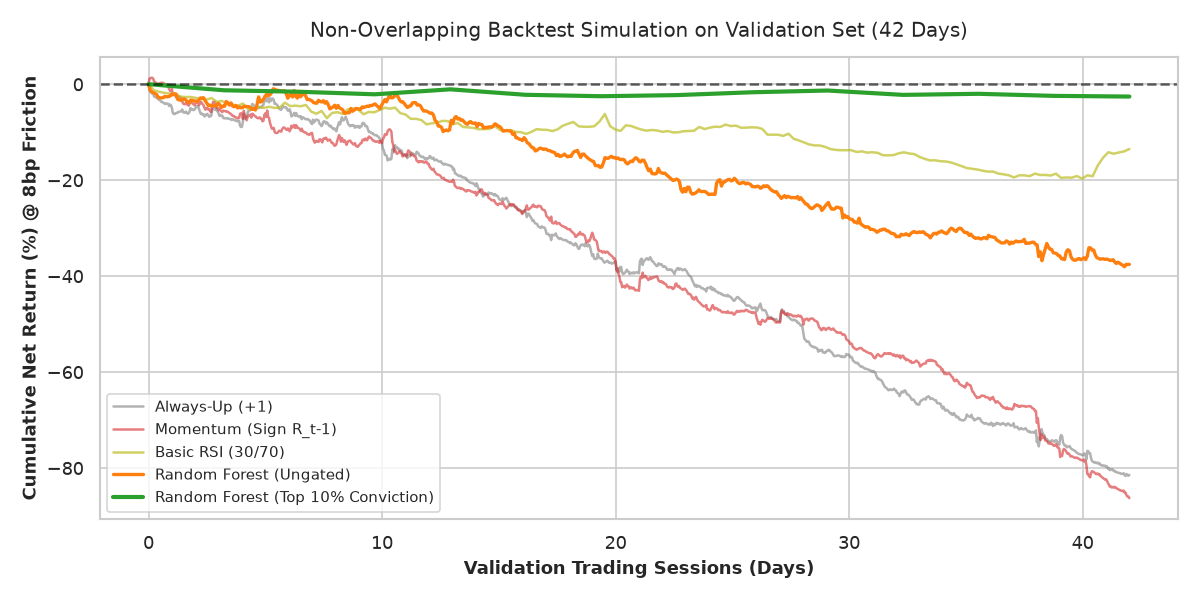 Non-Overlapping Backtest Simulation on Validation Set (42 Days)
Cumulative Net Return (%) @ 8bp Friction
0
−20
−40
−60
−80
Always-Up (+1)
Momentum (Sign R_t-1)
Basic RSI (30/70)
Random Forest (Ungated)
Random Forest (Top 10% Conviction)
0 10 20 30 40
Validation Trading Sessions (Days)